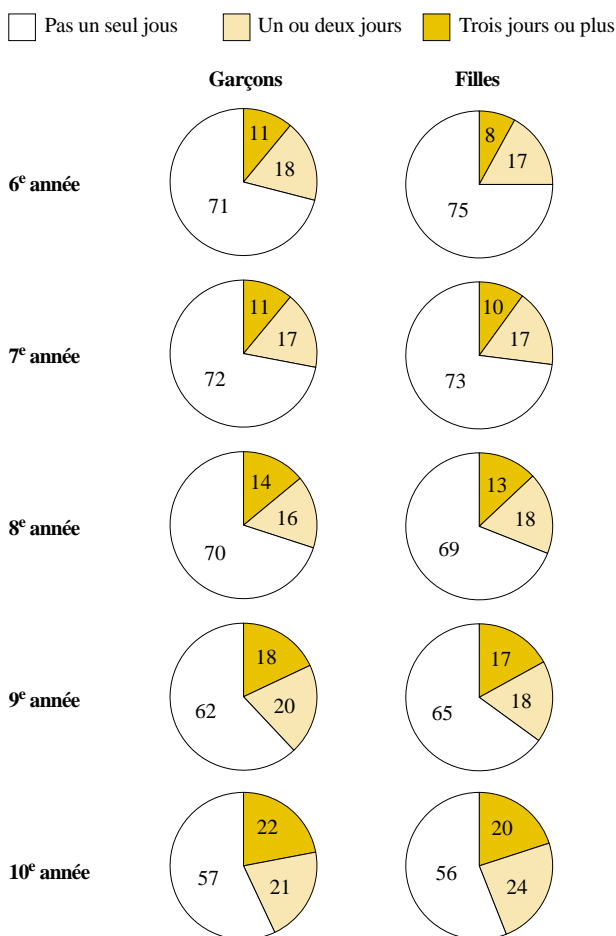 Pas un seul jous Un ou deux jours Trois jours ou plus
Garçons Filles
6e année 11 18 71 8 17 75
7e année 11 17 72 10 17 73
8e année 14 16 70 13 18 69
9e année 18 20 62 17 18 65
10e année 22 21 57 20 24 56